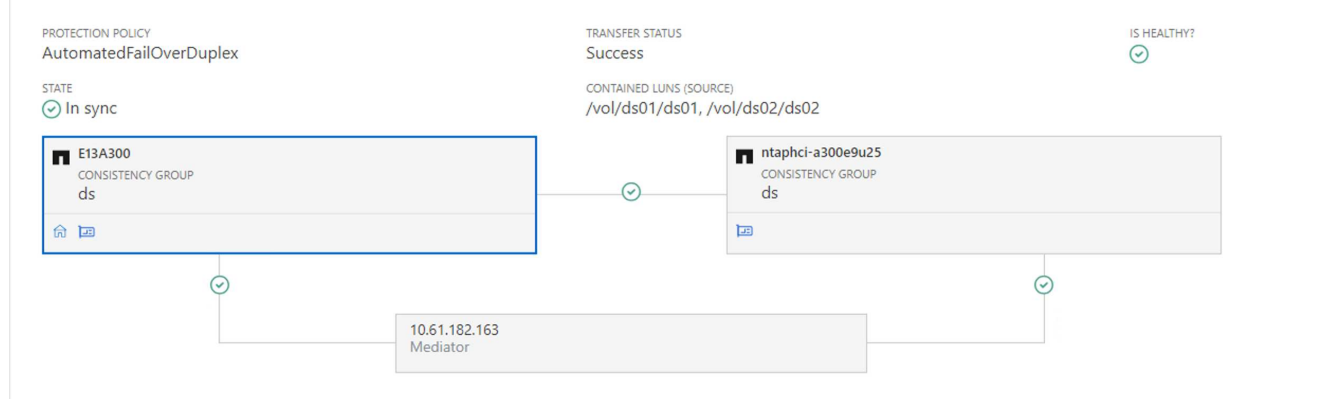 PROTECTION POLICY
AutomatedFailOverDuplex
TRANSFER STATUS
Success
IS HEALTHY?
STATE
In sync
CONTAINED LUNS (SOURCE)
/vol/ds01/ds01, /vol/ds02/ds02
E13A300
CONSISTENCY GROUP
ds
ntaphci-a300e9u25
CONSISTENCY GROUP
ds
10.61.182.163
Mediator